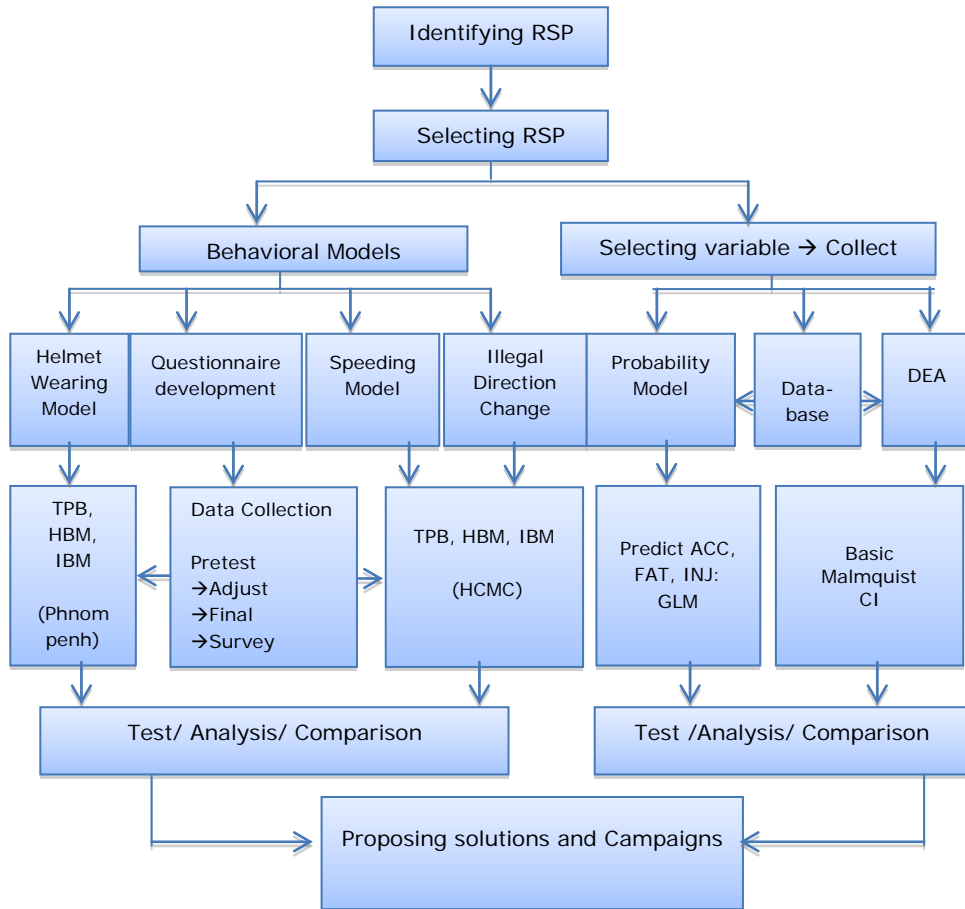 Identifying RSP
Selecting RSP
Behavioral Models
Selecting variable → Collect
Helmet
Wearing
Model
Questionnaire
development
Speeding
Model
Illegal
Direction
Change
Probability
Model
Data-
base
DEA
TPB,
HBM,
IBM
(Phnom
penh)
Data Collection
Pretest
→Adjust
→Final
→Survey
TPB, HBM, IBM
(HCMC)
Predict ACC,
FAT, INJ:
GLM
Basic
Malmquist
CI
Test/ Analysis/ Comparison
Test /Analysis/ Comparison
Proposing solutions and Campaigns